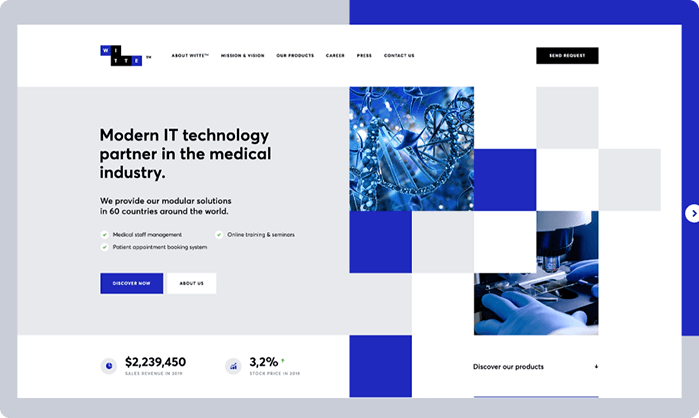 WI
TTE
TM
ABOUT WITTE™
MISSION & VISION
OUR PRODUCTS
CAREER
PRESS
CONTACT US
SEND REQUEST
Modern IT technology
partner in the medical
industry.
We provide our modular solutions
in 60 countries around the world.
Medical staff management
Online training & seminars
Patient appointment booking system
DISCOVER NOW
ABOUT US
$2,239,450
SALES REVENUE IN 2019
3,2%
STOCK PRICE IN 2019
Discover our products